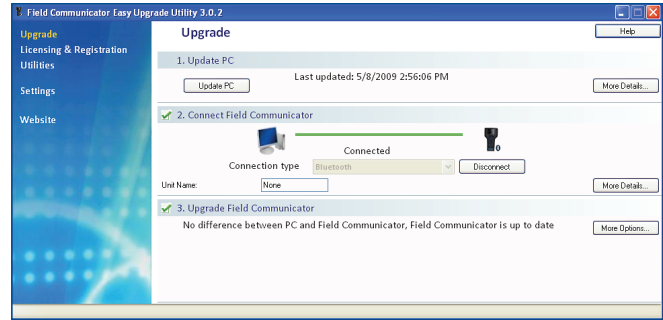 Field Communicator Easy Upgrade Utility 3.0.2
Upgrade
Licensing & Registration
Utilities
Settings
Website
Upgrade
Help
1. Update PC
Update PC
Last updated: 5/8/2009 2:56:06 PM
More Details...
2. Connect Field Communicator
Connected
Connection type
Bluetooth
Disconnect
Unit Name:
None
More Details...
3. Upgrade Field Communicator
No difference between PC and Field Communicator, Field Communicator is up to date
More Options...